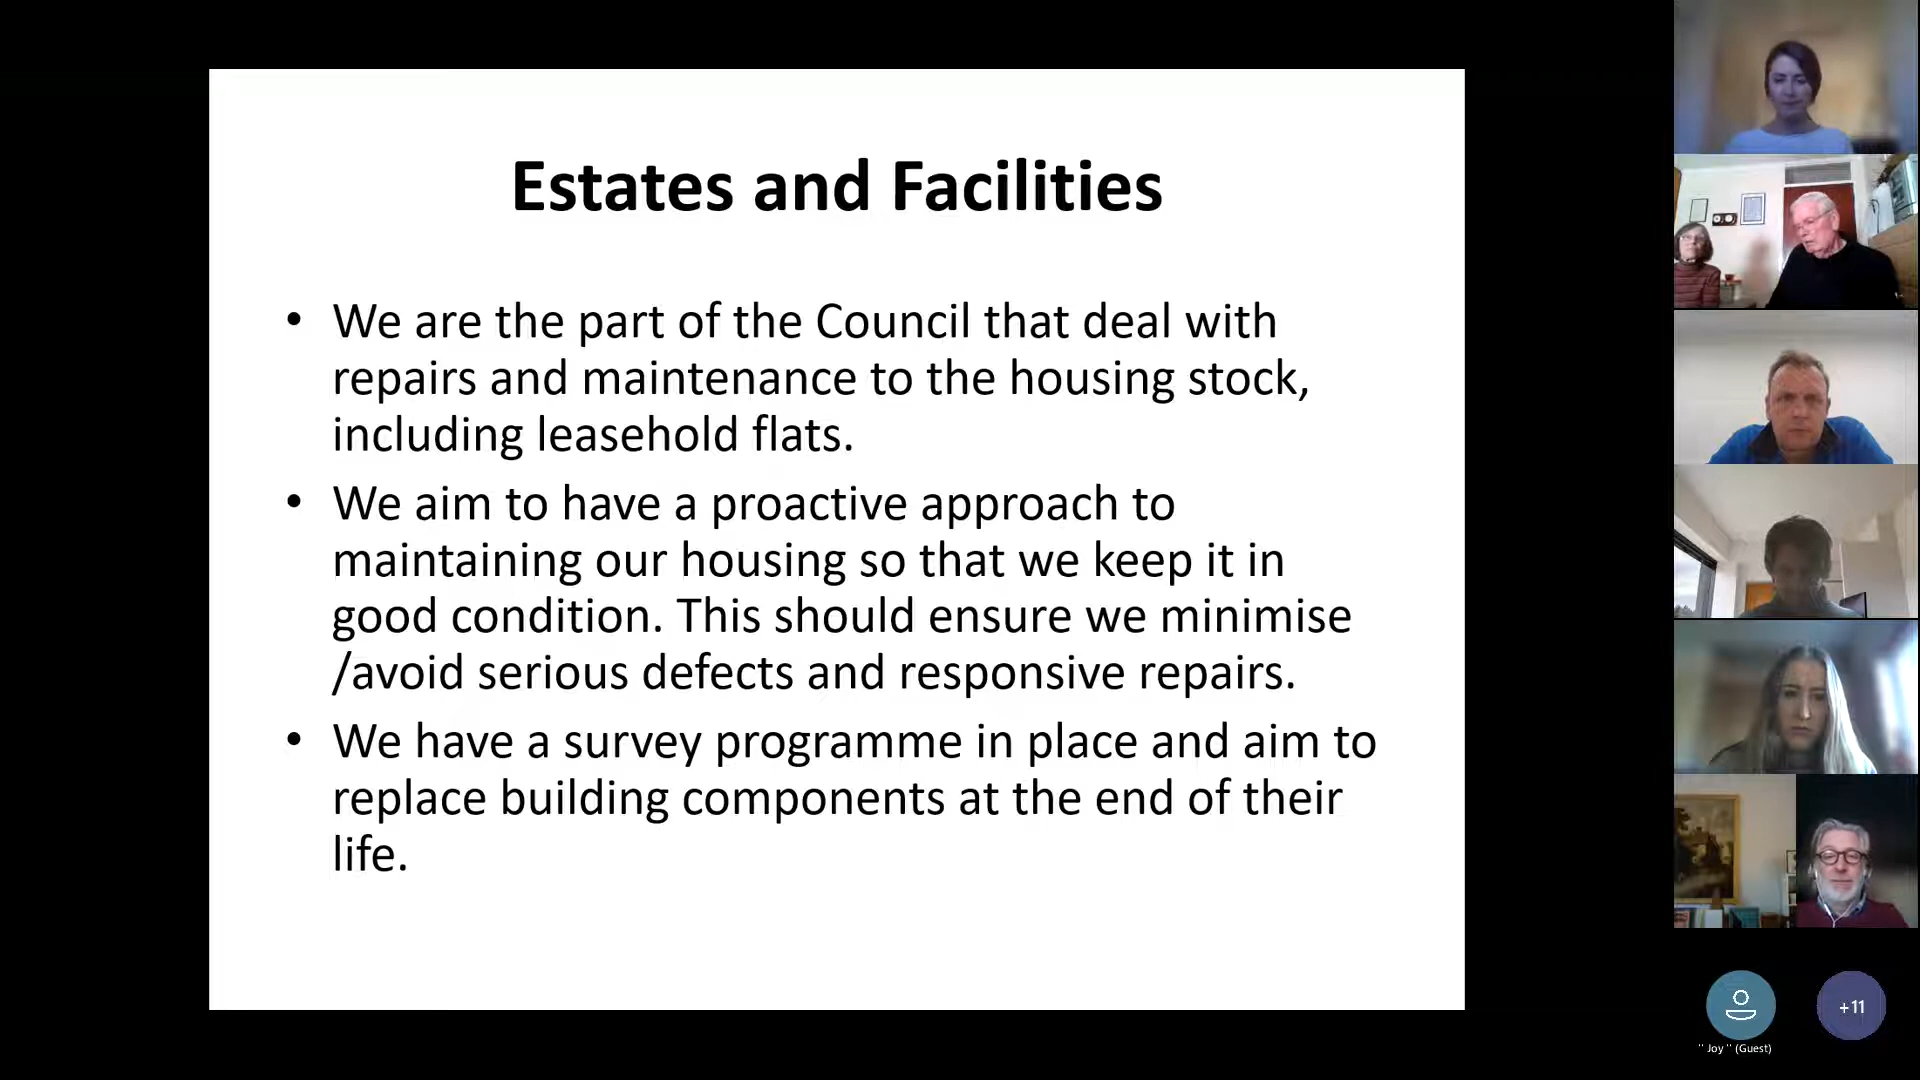 Estates and Facilities
• We are the part of the Council that deal with
repairs and maintenance to the housing stock,
including leasehold flats.
• We aim to have a proactive approach to
maintaining our housing so that we keep it in
good condition. This should ensure we minimise
/avoid serious defects and responsive repairs.
• We have a survey programme in place and aim to
replace building components at the end of their
life.
+11
" Joy " (Guest)